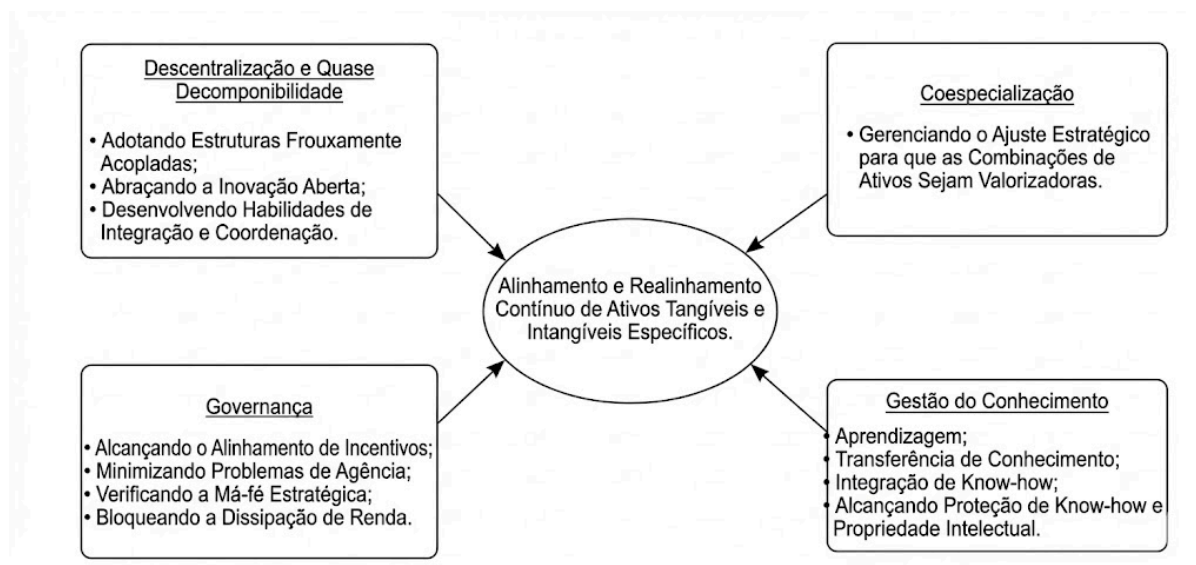 Descentralização e Quase
Decomponibilidade
• Adotando Estruturas Frouxamente
Acopladas;
• Abraçando a Inovação Aberta;
• Desenvolvendo Habilidades de
Integração e Coordenação.
Coespecialização
• Gerenciando o Ajuste Estratégico
para que as Combinações de
Ativos Sejam Valorizadoras.
Alinhamento e Realinhamento
Contínuo de Ativos Tangíveis e
Intangíveis Específicos.
Governança
• Alcançando o Alinhamento de Incentivos;
• Minimizando Problemas de Agência;
• Verificando a Má-fé Estratégica;
• Bloqueando a Dissipação de Renda.
Gestão do Conhecimento
• Aprendizagem;
• Transferência de Conhecimento;
• Integração de Know-how;
• Alcançando Proteção de Know-how e
Propriedade Intelectual.